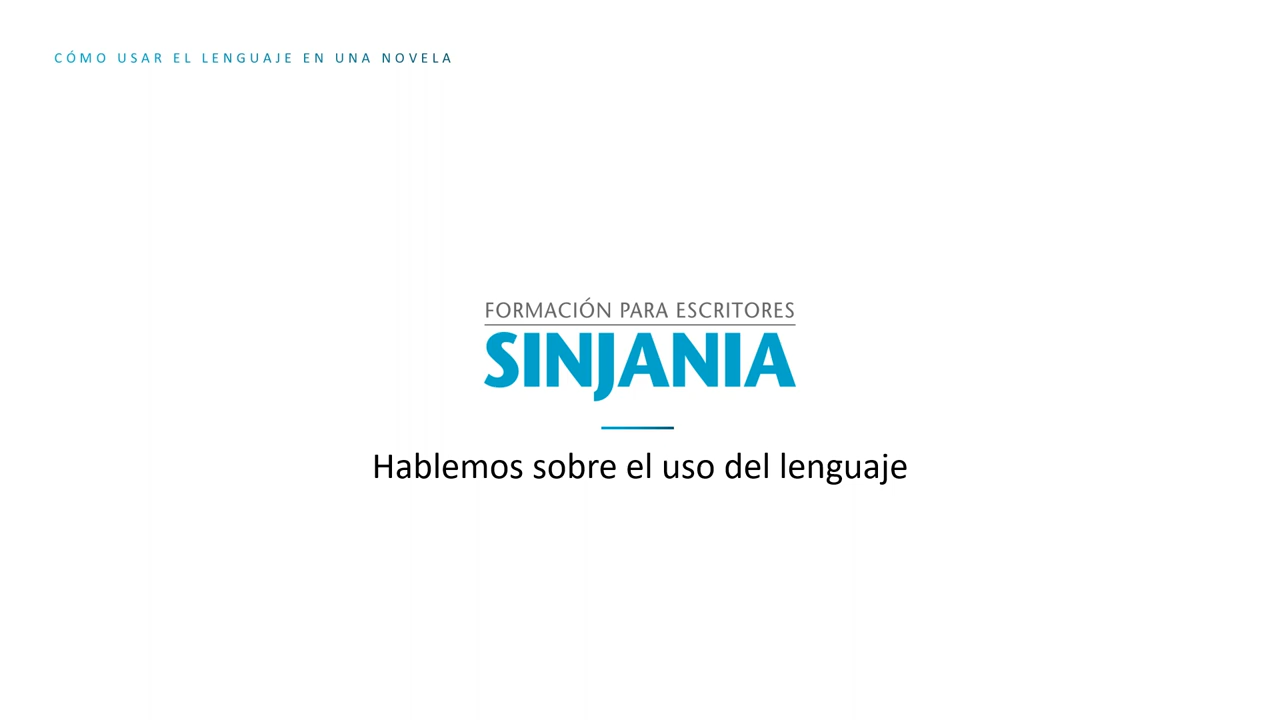 CÓMO USAR EL LENGUAJE EN UNA NOVELA
FORMACIÓN PARA ESCRITORES
SINJANIA
Hablemos sobre el uso del lenguaje